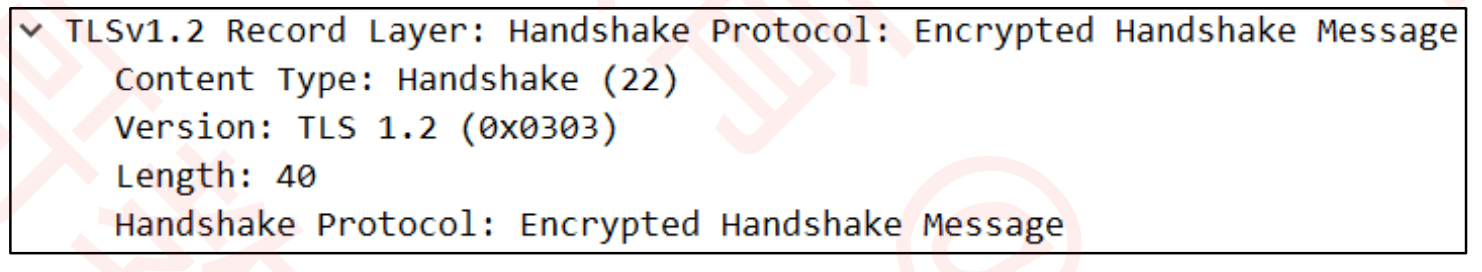 TLSv1.2 Record Layer: Handshake Protocol: Encrypted Handshake Message
Content Type: Handshake (22)
Version: TLS 1.2 (0x0303)
Length: 40
Handshake Protocol: Encrypted Handshake Message